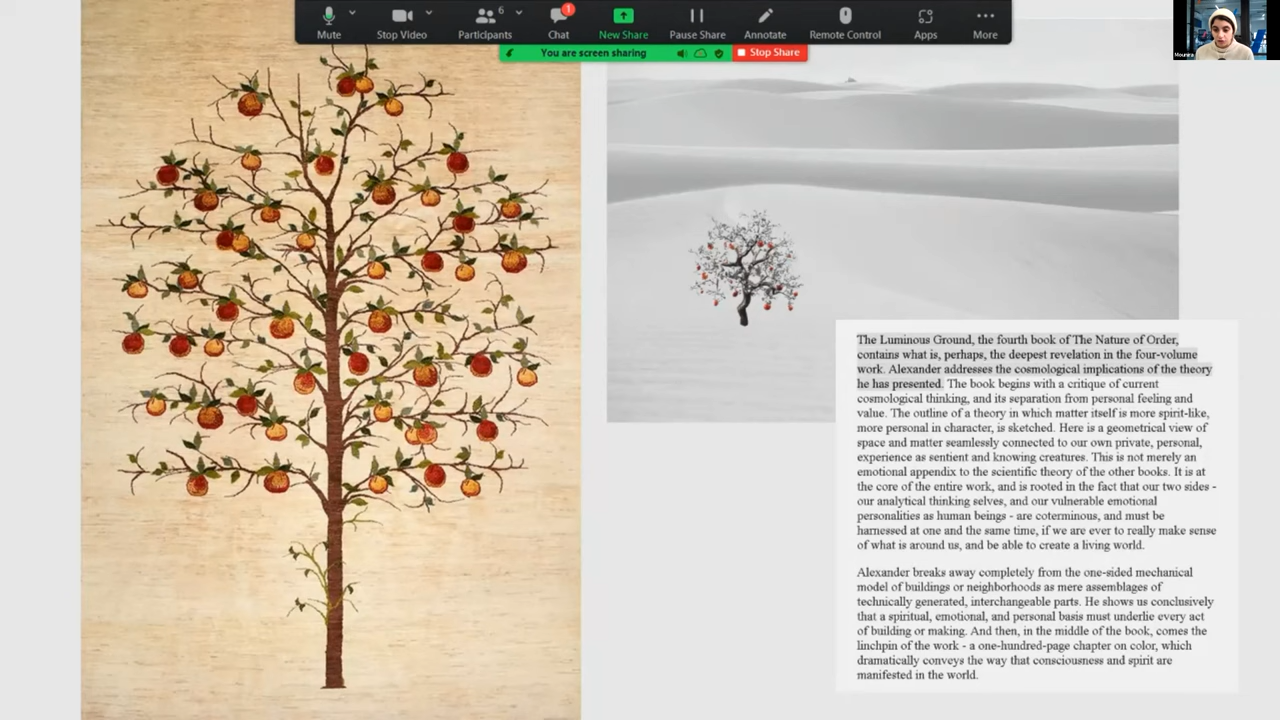 6
1
Mute
Stop Video
Participants
Chat
New Share
Pause Share
Annotate
Remote Control
Apps
More
You are screen sharing
Stop Share
Mounira
The Luminous Ground, the fourth book of The Nature of Order,
contains what is, perhaps, the deepest revelation in the four-volume
work. Alexander addresses the cosmological implications of the theory
he has presented. The book begins with a critique of current
cosmological thinking, and its separation from personal feeling and
value. The outline of a theory in which matter itself is more spirit-like,
more personal in character, is sketched. Here is a geometrical view of
space and matter seamlessly connected to our own private, personal,
experience as sentient and knowing creatures. This is not merely an
emotional appendix to the scientific theory of the other books. It is at
the core of the entire work, and is rooted in the fact that our two sides -
our analytical thinking selves, and our vulnerable emotional
personalities as human beings - are coterminous, and must be
harnessed at one and the same time, if we are ever to really make sense
of what is around us, and be able to create a living world.
Alexander breaks away completely from the one-sided mechanical
model of buildings or neighborhoods as mere assemblages of
technically generated, interchangeable parts. He shows us conclusively
that a spiritual, emotional, and personal basis must underlie every act
of building or making. And then, in the middle of the book, comes the
linchpin of the work - a one-hundred-page chapter on color, which
dramatically conveys the way that consciousness and spirit are
manifested in the world.